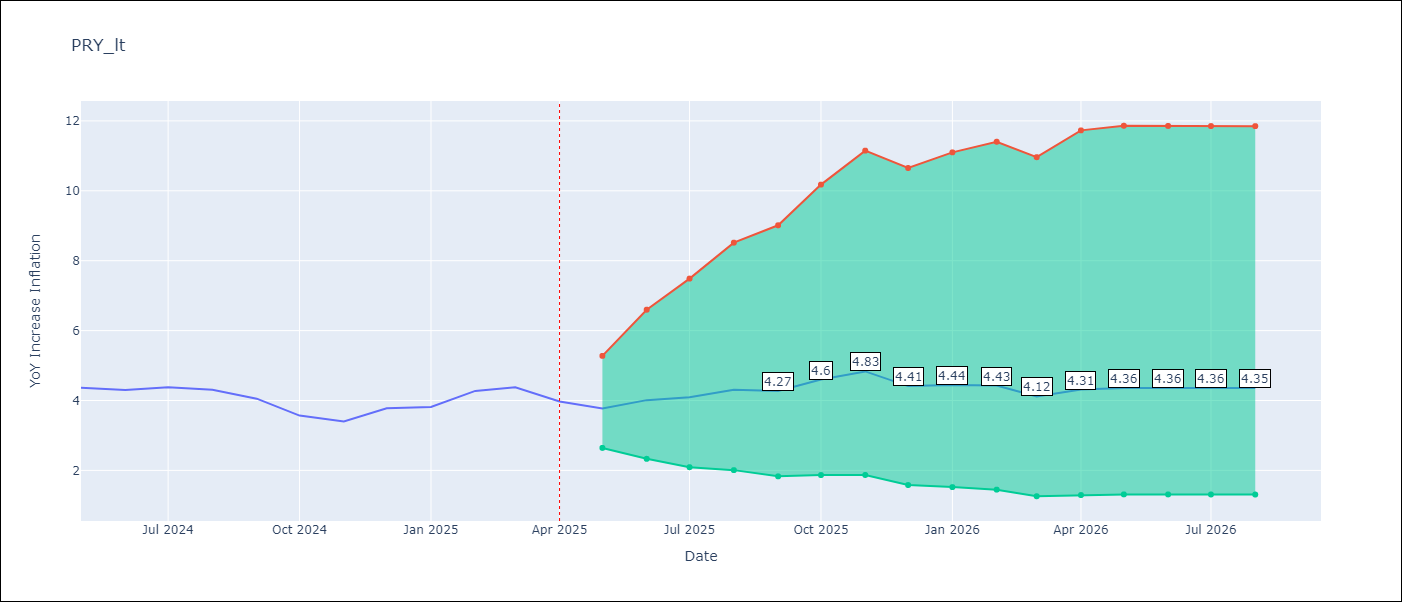 PRY_lt
12
10
8
6
4
2
YoY Increase Inflation
4.27
4.6
4.83
4.41
4.44
4.43
4.12
4.31
4.36
4.36
4.36
4.35
Jul 2024
Oct 2024
Jan 2025
Apr 2025
Jul 2025
Oct 2025
Jan 2026
Apr 2026
Jul 2026
Date